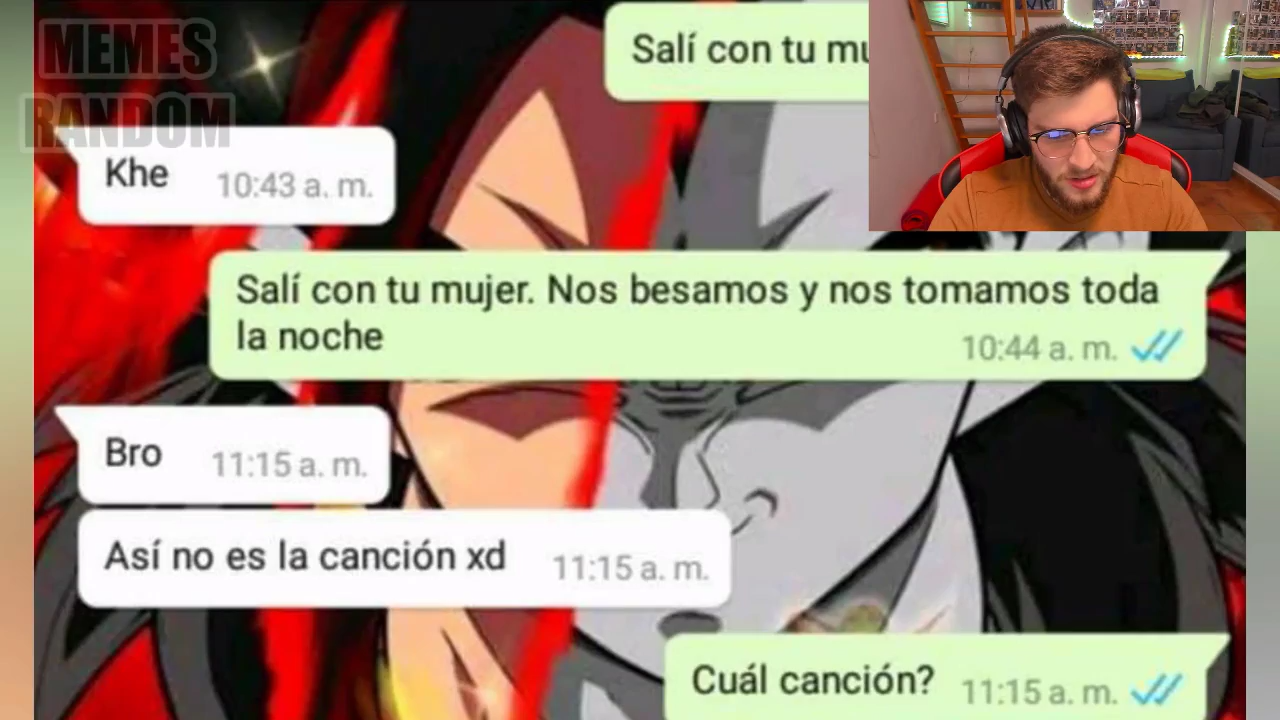 MEMES
RANDOM
Salí con tu
Khe 10:43 a. m.
Salí con tu mujer. Nos besamos y nos tomamos toda
la noche
10:44 a. m.
Bro 11:15 a. m.
Así no es la canción xd 11:15 a. m.
Cuál canción? 11:15 a. m.